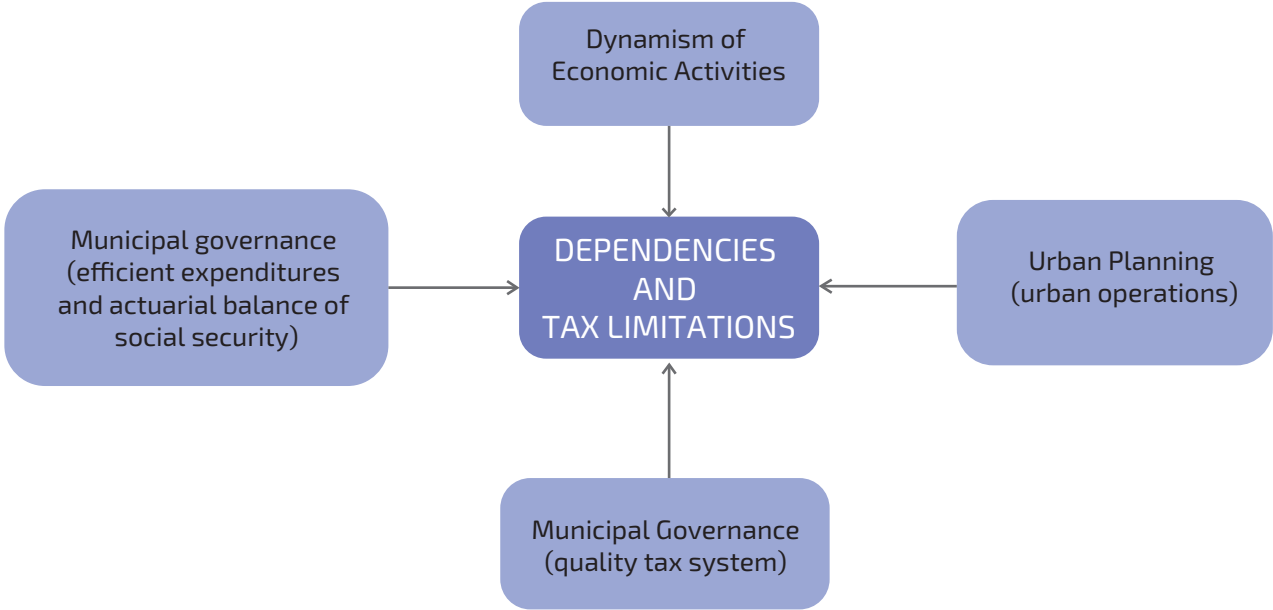 Dynamism of
Economic Activities
Municipal governance
(efficient expenditures
and actuarial balance of
social security)
DEPENDENCIES
AND
TAX LIMITATIONS
Urban Planning
(urban operations)
Municipal Governance
(quality tax system)